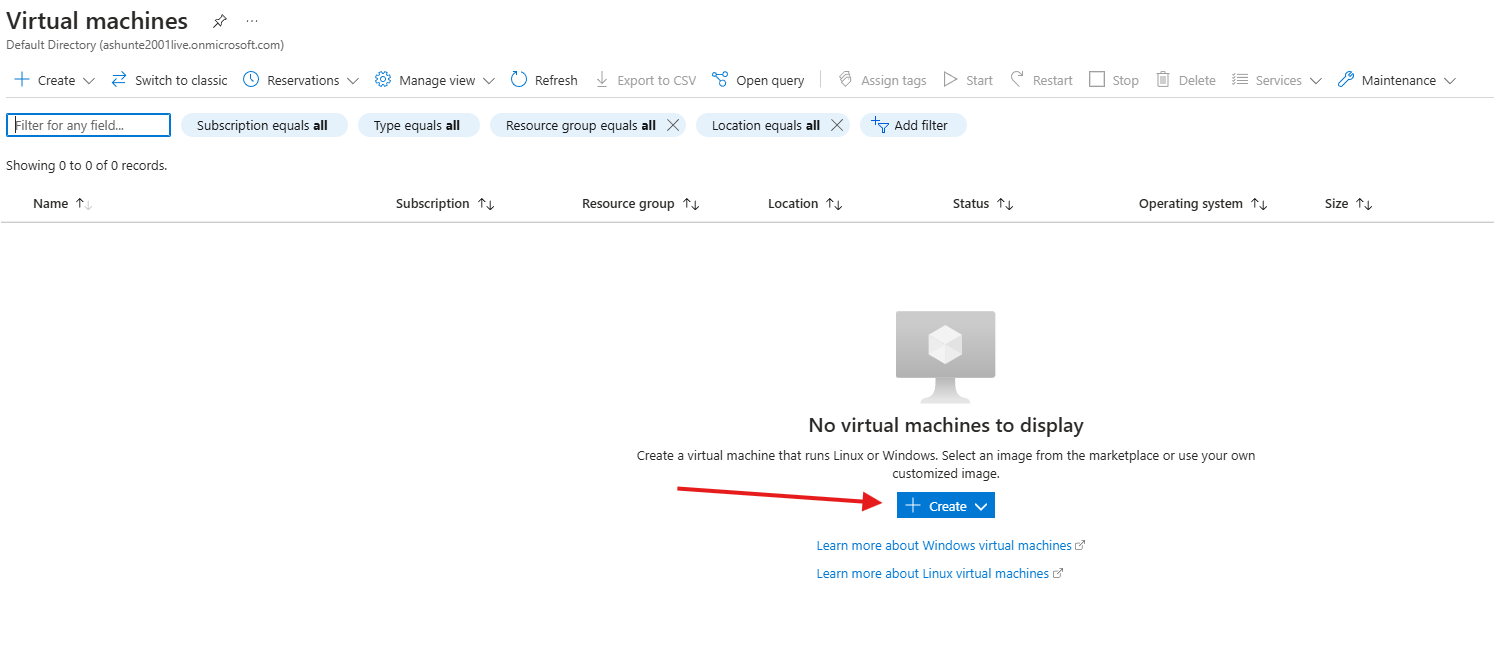 Virtual machines ...
Default Directory (ashunte2001live.onmicrosoft.com)
Create Switch to classic Reservations Manage view Refresh Export to CSV Open query Assign tags Start Restart Stop Delete Services Maintenance
Filter for any field... Subscription equals all Type equals all Resource group equals all Location equals all Add filter
Showing 0 to 0 of 0 records.
Name Subscription Resource group Location Status Operating system Size
No virtual machines to display
Create a virtual machine that runs Linux or Windows. Select an image from the marketplace or use your own
customized image.
Create
Learn more about Windows virtual machines
Learn more about Linux virtual machines